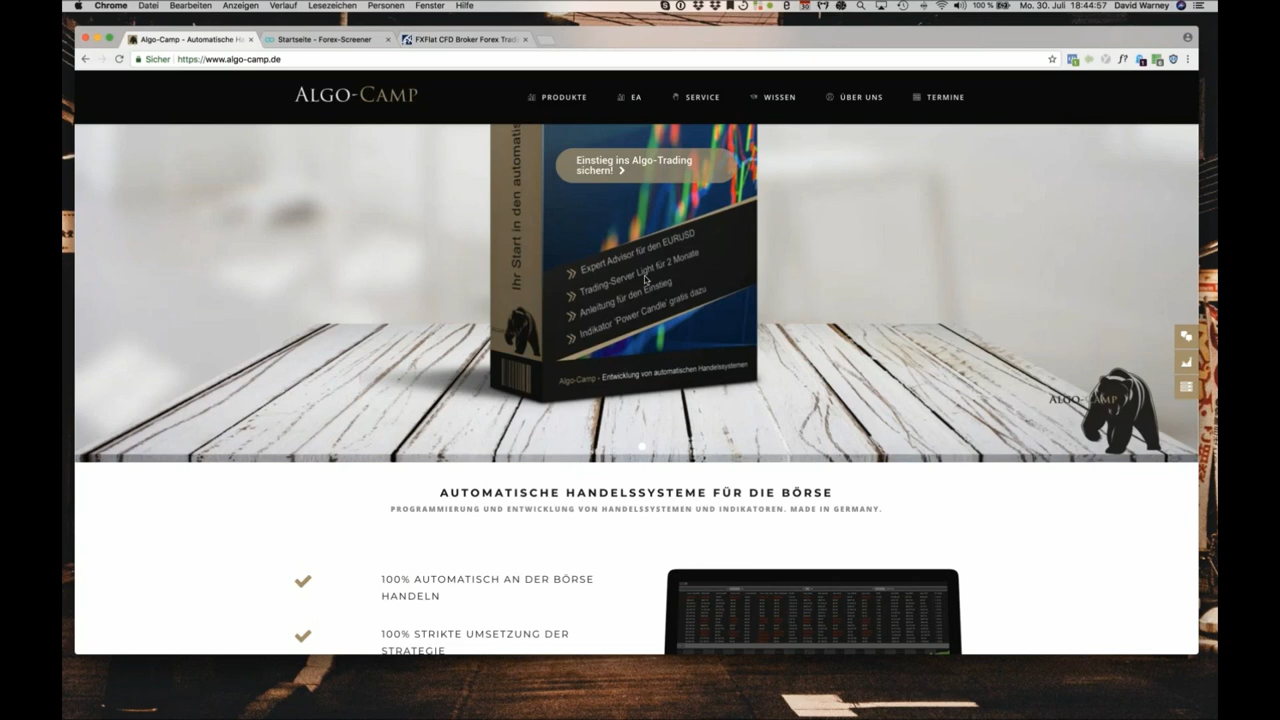 Chrome Datei Bearbeiten Anzeigen Verlauf Lesezeichen Personen Fenster Hilfe 100 % Mo. 30. Juli 18:44:57 David Warney
Algo-Camp - Automatische Ha Startseite - Forex-Screener FXFlat CFD Broker Forex Trad
Sicher https://www.algo-camp.de
ALGO-CAMP PRODUKTE EA SERVICE WISSEN ÜBER UNS TERMINE
Ihr Start in den automatis
Einstieg ins Algo-Trading
sichern!
Expert Advisor für den EURUSD
Trading-Server Light für 2 Monate
Anleitung für den Einstieg
Indikator 'Power Candle' gratis dazu
Algo-Camp - Entwicklung von automatischen Handelssystemen
ALGO-CAMP
AUTOMATISCHE HANDELSSYSTEME FÜR DIE BÖRSE
PROGRAMMIERUNG UND ENTWICKLUNG VON HANDELSSYSTEMEN UND INDIKATOREN. MADE IN GERMANY.
100% AUTOMATISCH AN DER BÖRSE
HANDELN
100% STRIKTE UMSETZUNG DER
STRATEGIE